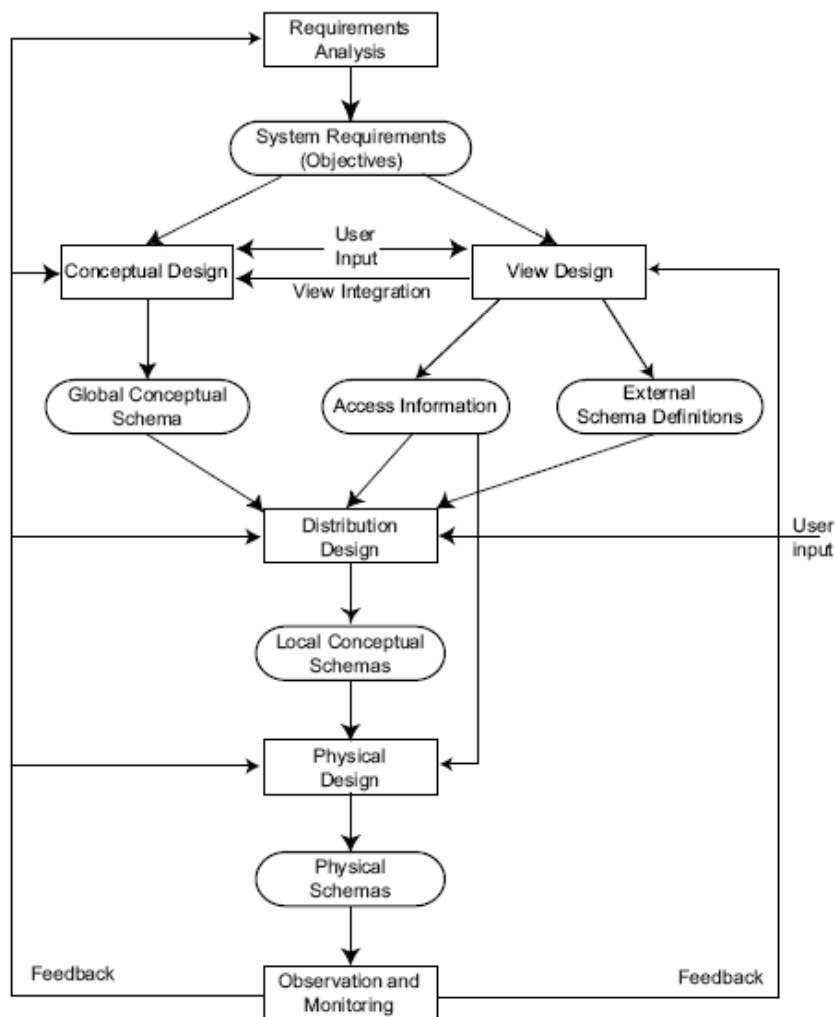 Requirements
Analysis
System Requirements
(Objectives)
User
Input
Conceptual Design
View Design
View Integration
Global Conceptual
Schema
Access Information
External
Schema Definitions
Distribution
Design
User
input
Local Conceptual
Schemas
Physical
Design
Physical
Schemas
Feedback
Observation and
Monitoring
Feedback